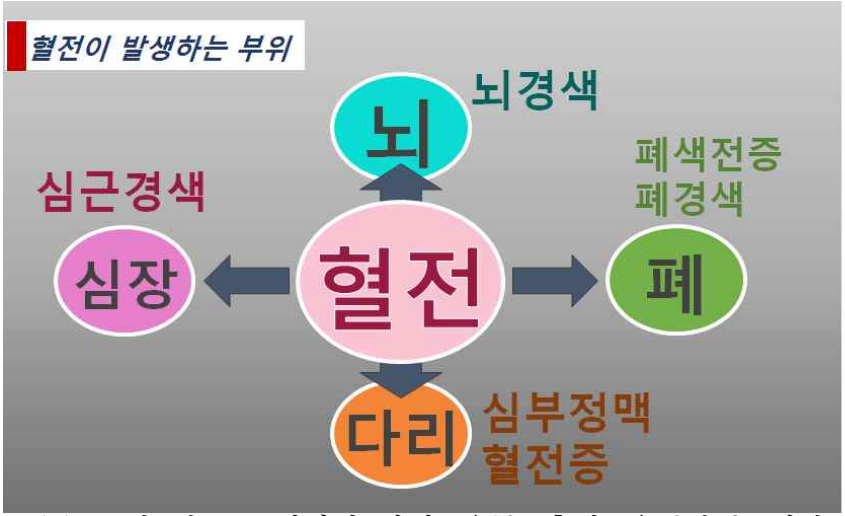 혈전이 발생하는 부위
뇌
뇌경색
심근경색
심장
혈전
폐색전증
폐경색
폐
다리
심부정맥
혈전증